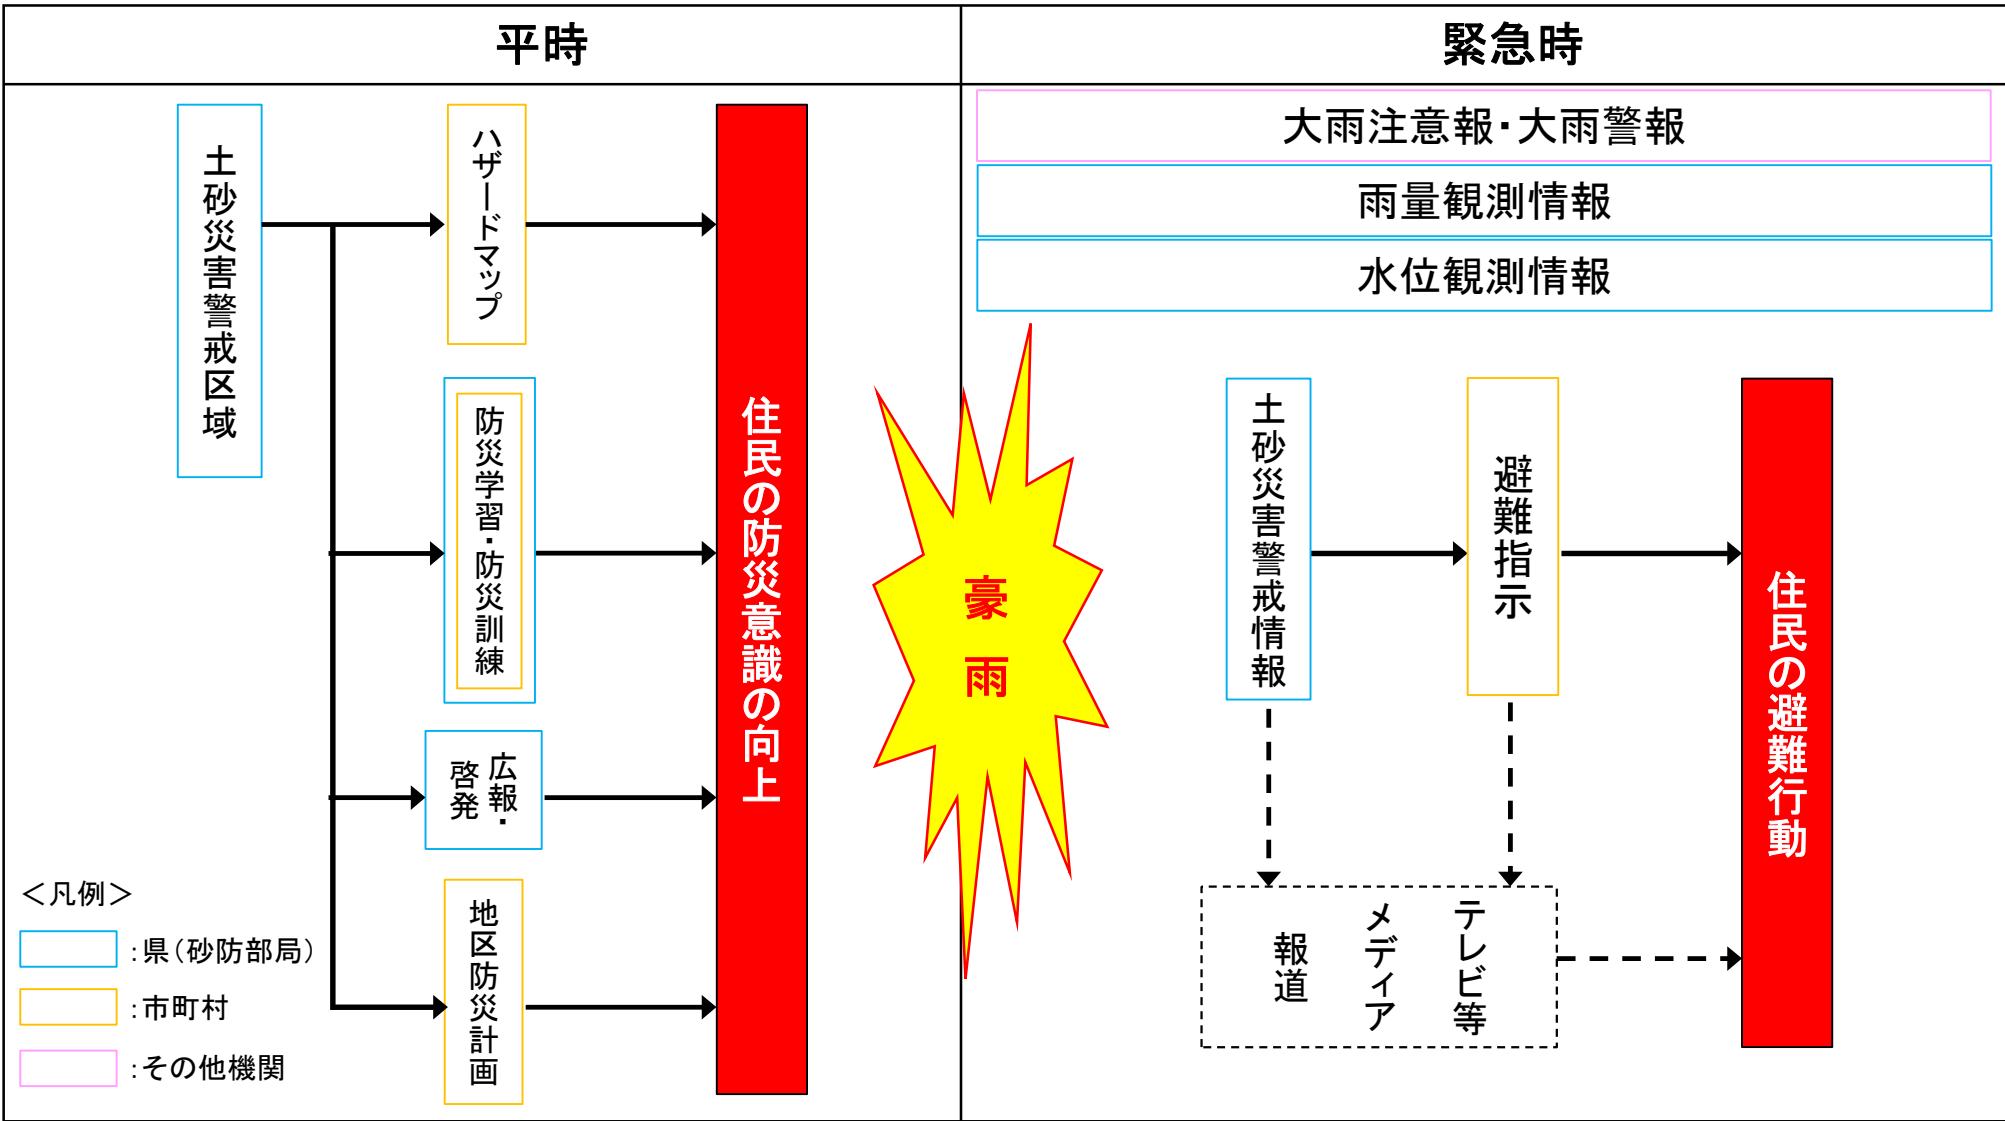 平時
緊急時
土砂災害警戒区域
ハザードマップ
防災学習・防災訓練
広報・
啓発
地区防災計画
住民の防災意識の向上
＜凡例＞
：県（砂防部局）
：市町村
：その他機関
豪雨
大雨注意報・大雨警報
雨量観測情報
水位観測情報
土砂災害警戒情報
避難指示
テレビ等
メディア
報道
住民の避難行動